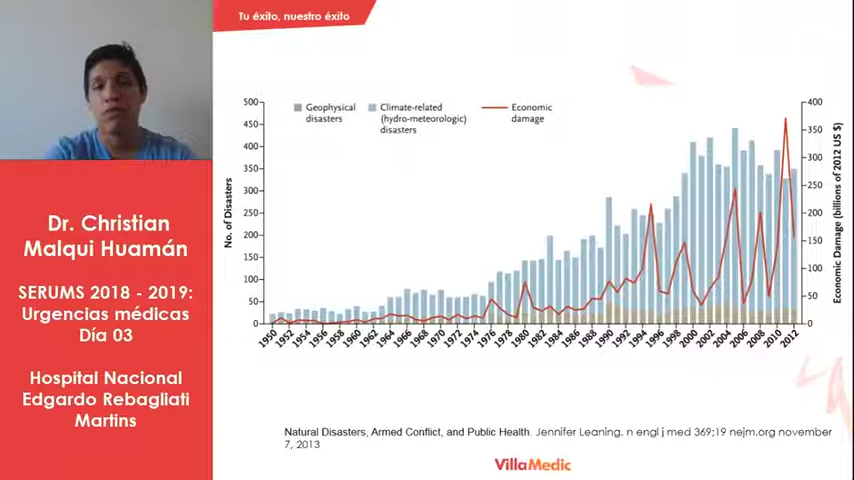 Tu éxito, nuestro éxito
Dr. Christian
Malqui Huamán
SERUMS 2018 - 2019:
Urgencias médicas
Día 03
Hospital Nacional
Edgardo Rebagliati
Martins
Geophysical
disasters
Climate-related
(hydro-meteorologic)
disasters
Economic
damage
No. of Disasters
500
450
400
350
300
250
200
150
100
50
0
400
350
300
250
200
150
100
50
0
Economic Damage (billions of 2012 US $)
1950 1952 1954 1956 1958 1960 1962 1964 1966 1968 1970 1972 1974 1976 1978 1980 1982 1984 1986 1988 1990 1992 1994 1996 1998 2000 2002 2004 2006 2008 2010 2012
Natural Disasters, Armed Conflict, and Public Health. Jennifer Leaning. n engl j med 369;19 nejm.org november
7, 2013
VillaMedic